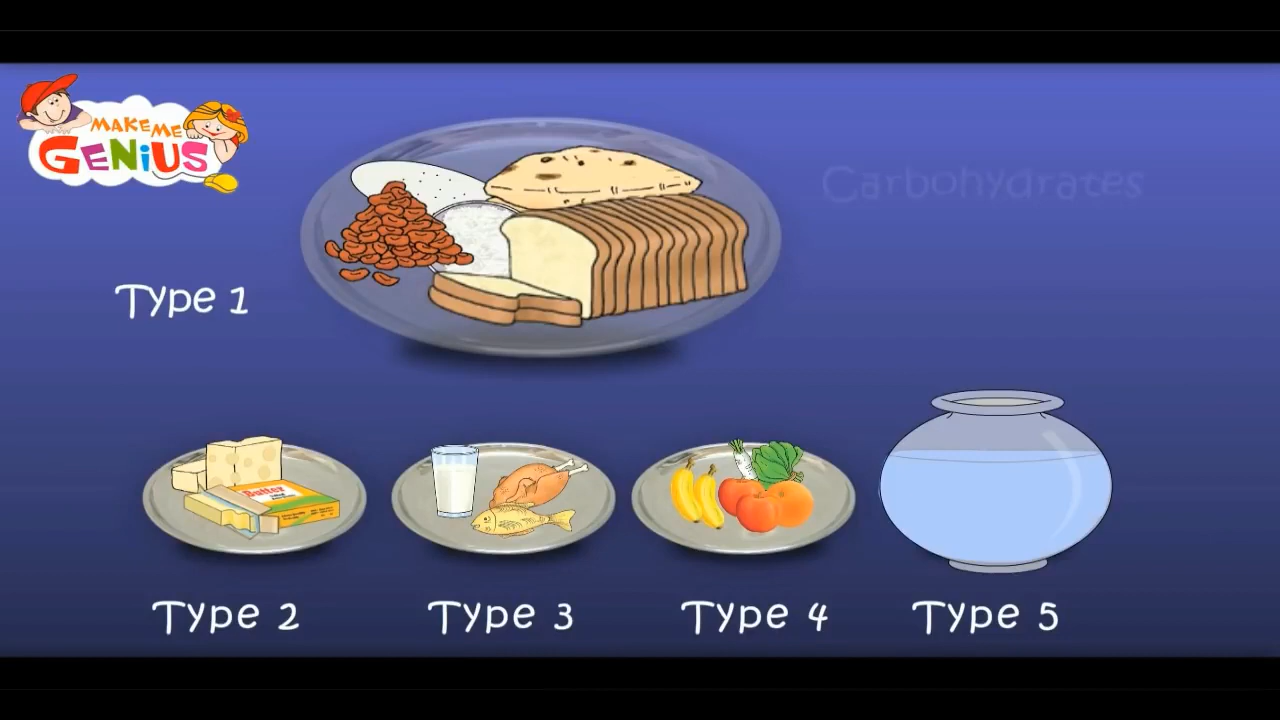 MAKE ME
GENiUS
Carbohydrates
Type 1
Butter
Type 2
Type 3
Type 4
Type 5